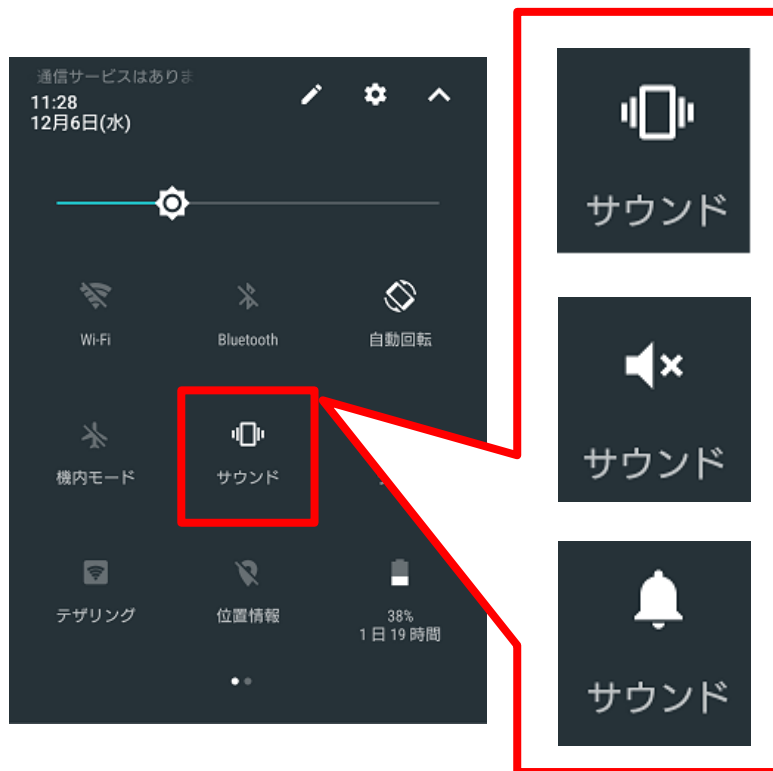 通信サービスはありま
11:28
12月6日(水)
Wi-Fi
Bluetooth
自動回転
機内モード
サウンド
テザリング
位置情報
38%
1日19時間
サウンド
サウンド
サウンド